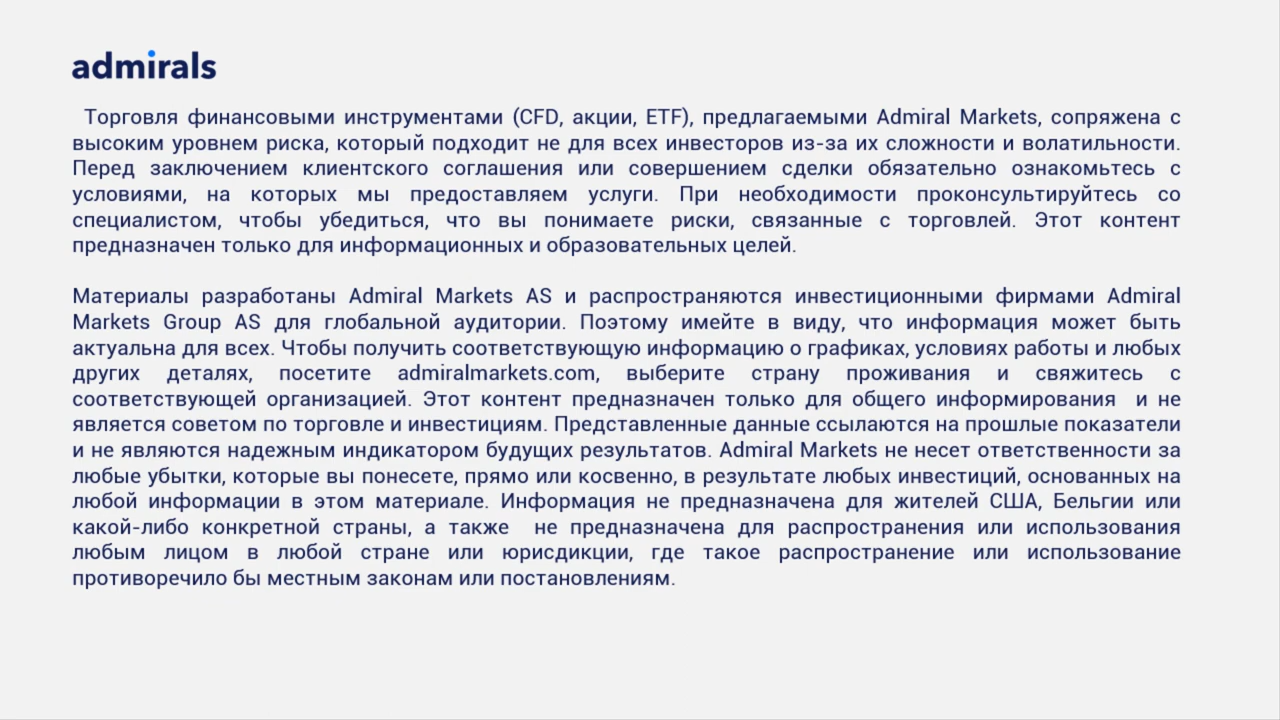 admirals
Торговля финансовыми инструментами (CFD, акции, ETF), предлагаемыми Admiral Markets, сопряжена с
высоким уровнем риска, который подходит не для всех инвесторов из-за их сложности и волатильности.
Перед заключением клиентского соглашения или совершением сделки обязательно ознакомьтесь с
условиями, на которых мы предоставляем услуги. При необходимости проконсультируйтесь со
специалистом, чтобы убедиться, что вы понимаете риски, связанные с торговлей. Этот контент
предназначен только для информационных и образовательных целей.
Материалы разработаны Admiral Markets AS и распространяются инвестиционными фирмами Admiral
Markets Group AS для глобальной аудитории. Поэтому имейте в виду, что информация может быть
актуальна для всех. Чтобы получить соответствующую информацию о графиках, условиях работы и любых
других деталях, посетите admiralmarkets.com, выберите страну проживания и свяжитесь с
соответствующей организацией. Этот контент предназначен только для общего информирования и не
является советом по торговле и инвестициям. Представленные данные ссылаются на прошлые показатели
и не являются надежным индикатором будущих результатов. Admiral Markets не несет ответственности за
любые убытки, которые вы понесете, прямо или косвенно, в результате любых инвестиций, основанных на
любой информации в этом материале. Информация не предназначена для жителей США, Бельгии или
какой-либо конкретной страны, а также не предназначена для распространения или использования
любым лицом в любой стране или юрисдикции, где такое распространение или использование
противоречило бы местным законам или постановлениям.